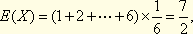 E(X) = (1+2+⋯+6)×1/6 = 7/2,